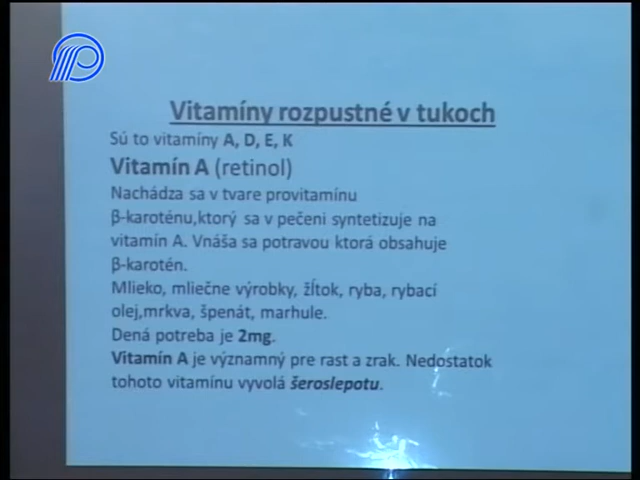 Vitamíny rozpustné v tukoch
Sú to vitamíny A, D, E, K
Vitamín A (retinol)
Nachádza sa v tvare provitamínu
β-karoténu,ktorý sa v pečeni syntetizuje na
vitamín A. Vnáša sa potravou ktorá obsahuje
β-karotén.
Mlieko, mliečne výrobky, žĺtok, ryba, rybací
olej,mrkva, špenát, marhule.
Dená potreba je 2mg.
Vitamín A je významný pre rast a zrak. Nedostatok
tohoto vitamínu vyvolá šeroslepotu.